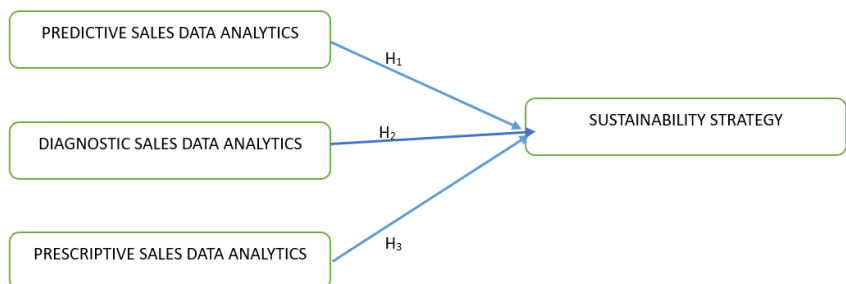 PREDICTIVE SALES DATA ANALYTICS
H₁
SUSTAINABILITY STRATEGY
H₂
DIAGNOSTIC SALES DATA ANALYTICS
H₃
PRESCRIPTIVE SALES DATA ANALYTICS